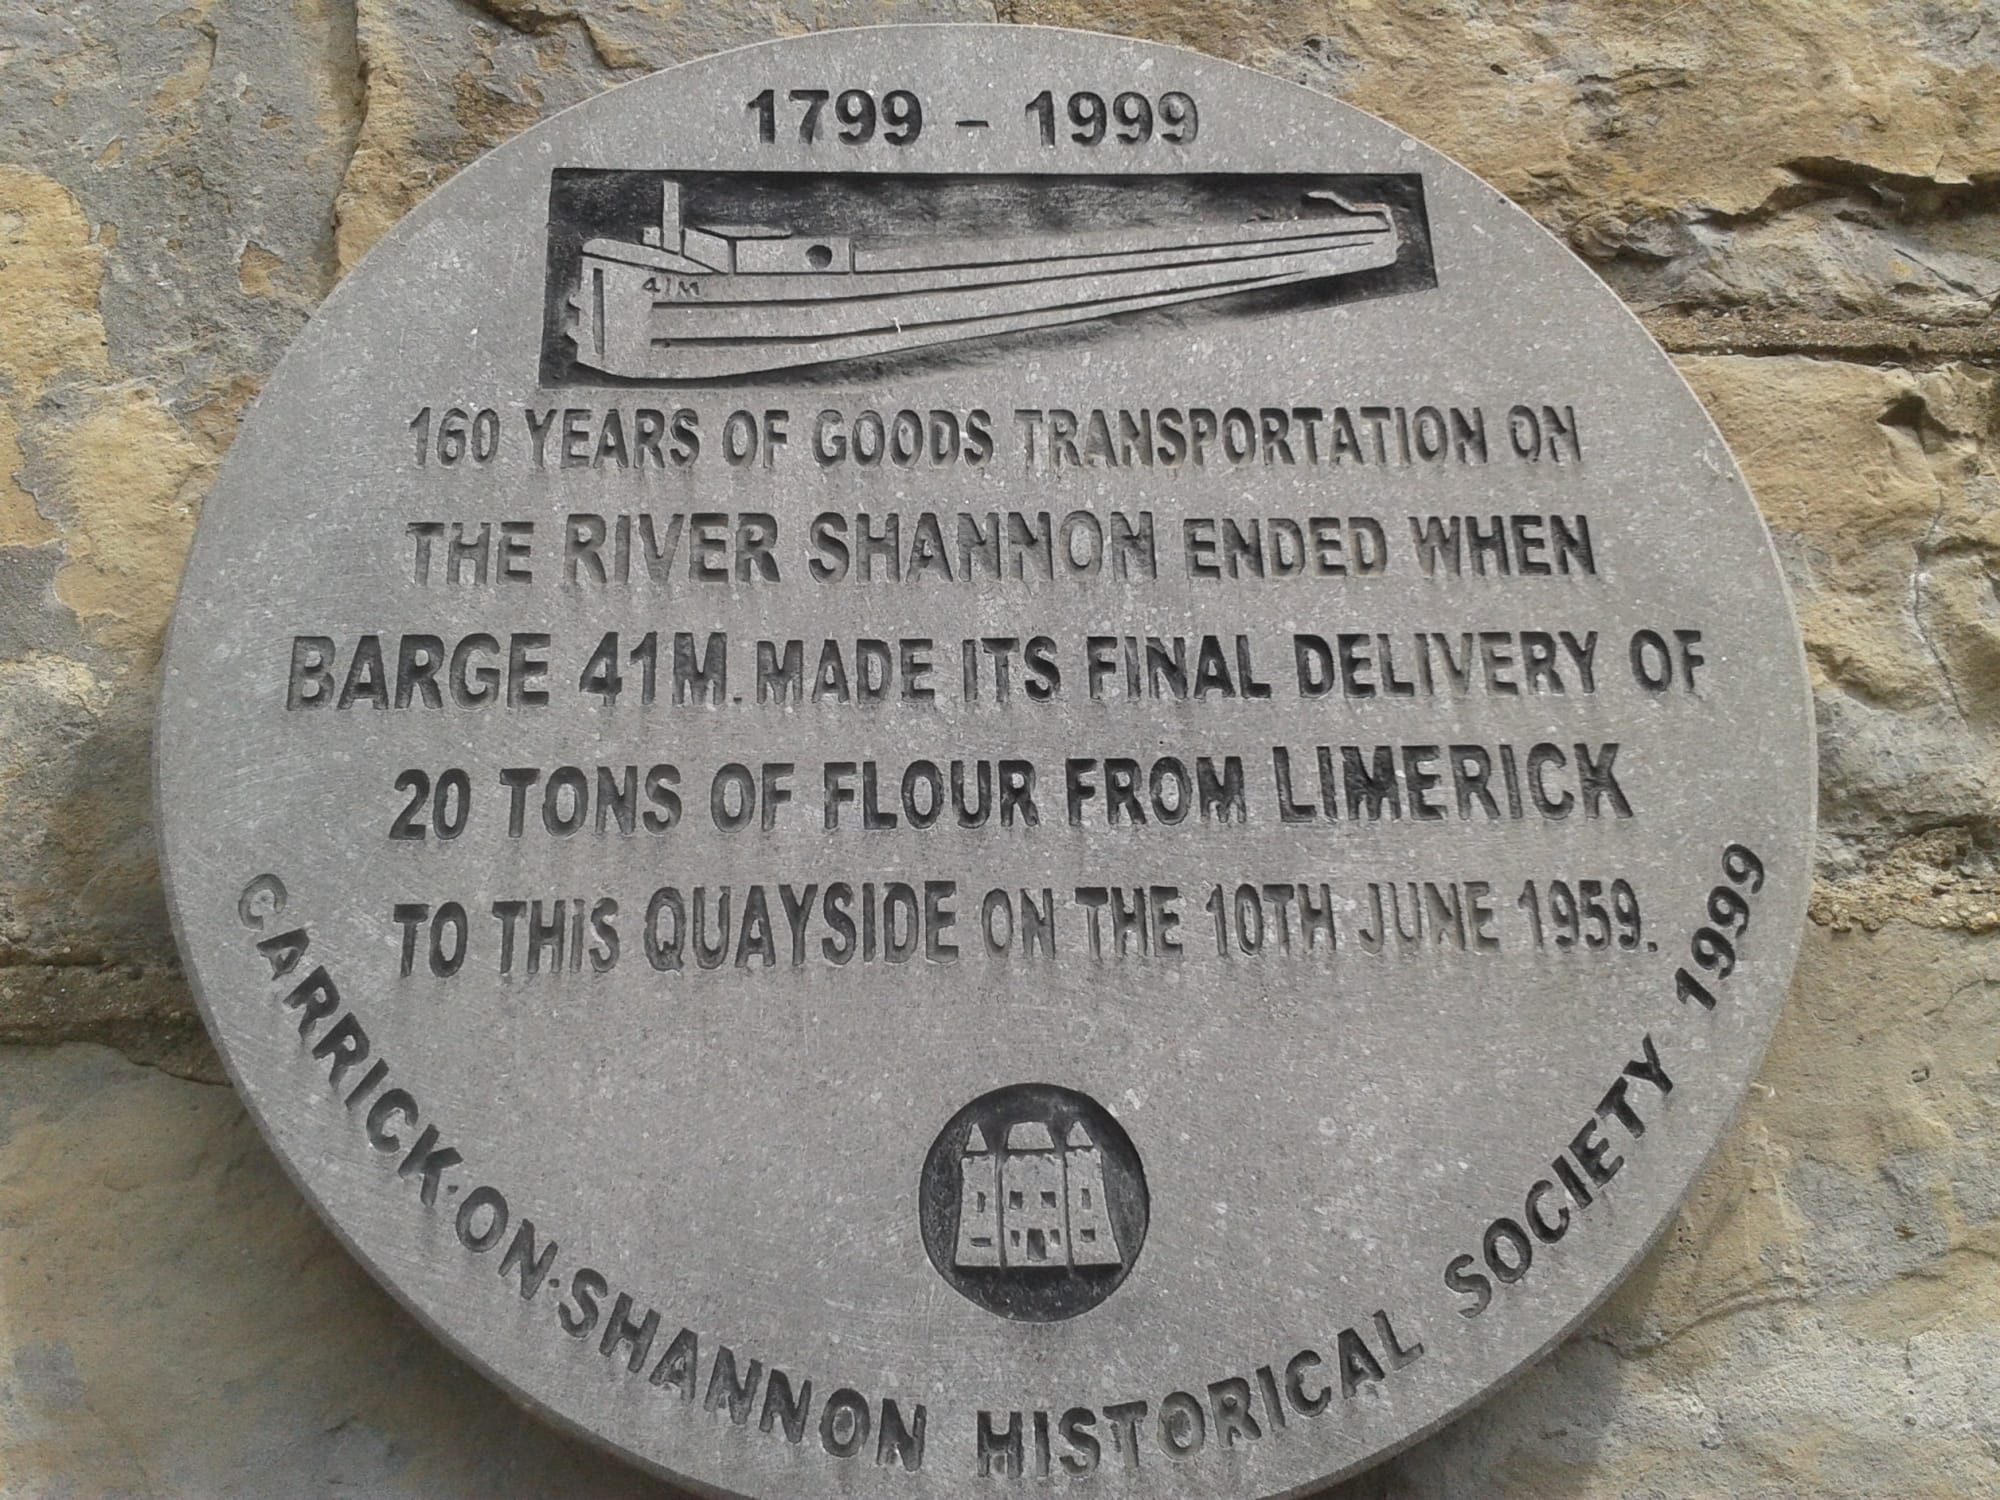 1799 - 1999
41M
160 YEARS OF GOODS TRANSPORTATION ON
THE RIVER SHANNON ENDED WHEN
BARGE 41M. MADE ITS FINAL DELIVERY OF
20 TONS OF FLOUR FROM LIMERICK
TO THIS QUAYSIDE ON THE 10TH JUNE 1959.
CARRICK-ON-SHANNON HISTORICAL SOCIETY 1999